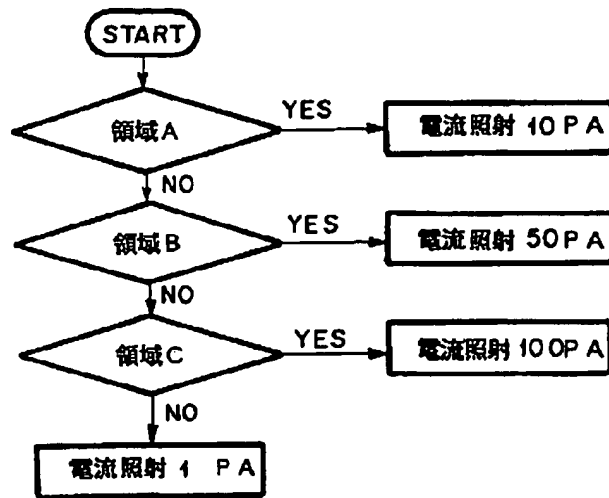 START
領域A
YES
電流照射 10PA
NO
領域B
YES
電流照射 50PA
NO
領域C
YES
電流照射 100PA
NO
電流照射 1 PA